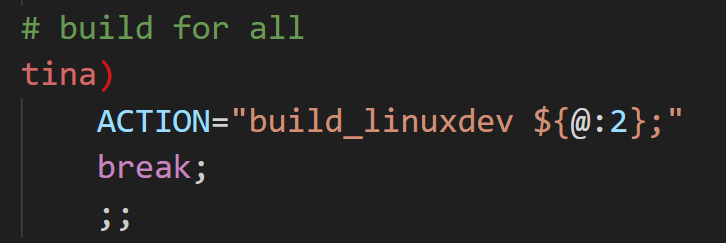 # build for all
tina)
ACTION="build_linuxdev ${@:2};"
break;
;;